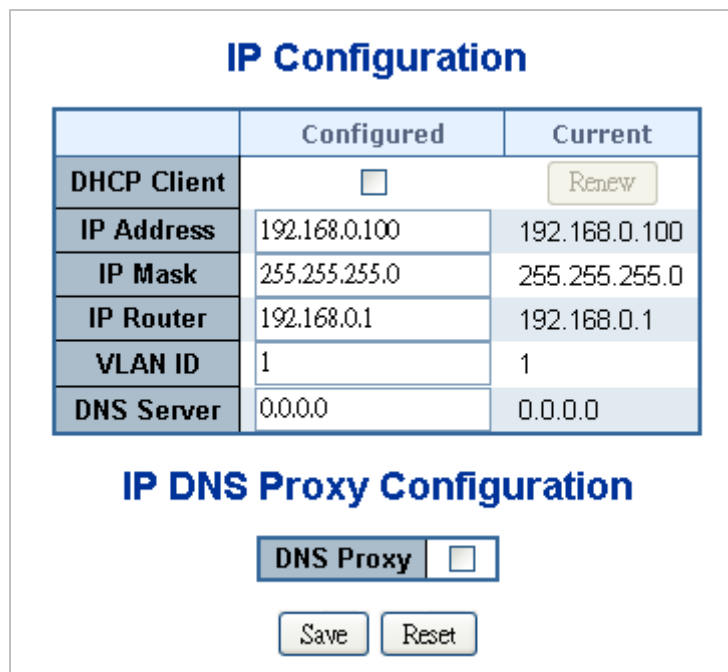 IP Configuration
Configured Current
DHCP Client Renew
IP Address 192.168.0.100 192.168.0.100
IP Mask 255.255.255.0 255.255.255.0
IP Router 192.168.0.1 192.168.0.1
VLAN ID 1 1
DNS Server 0.0.0.0 0.0.0.0
IP DNS Proxy Configuration
DNS Proxy
Save Reset